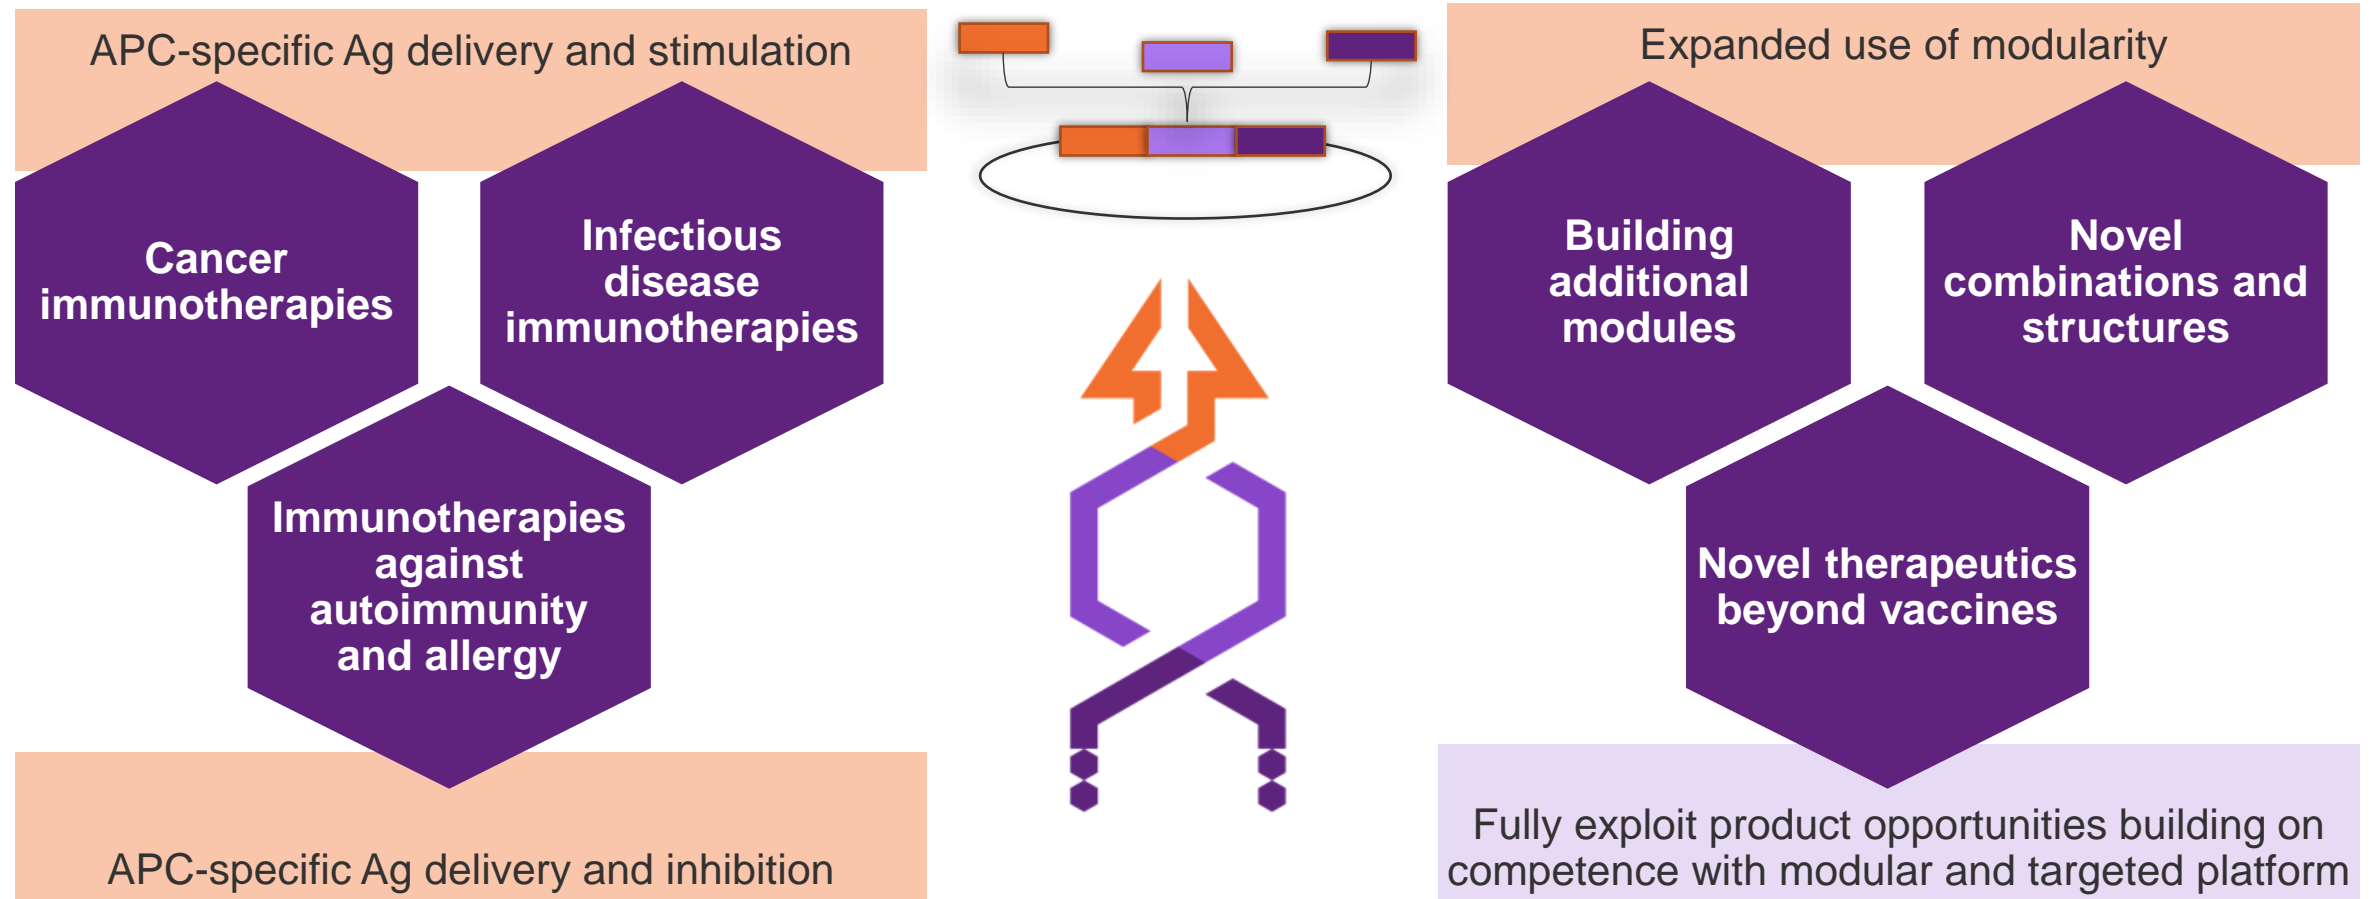 APC-specific Ag delivery and stimulation
Cancer
immunotherapies
Infectious
disease
immunotherapies
Immunotherapies
against
autoimmunity
and allergy
APC-specific Ag delivery and inhibition
Expanded use of modularity
Building
additional
modules
Novel
combinations and
structures
Novel therapeutics
beyond vaccines
Fully exploit product opportunities building on
competence with modular and targeted platform